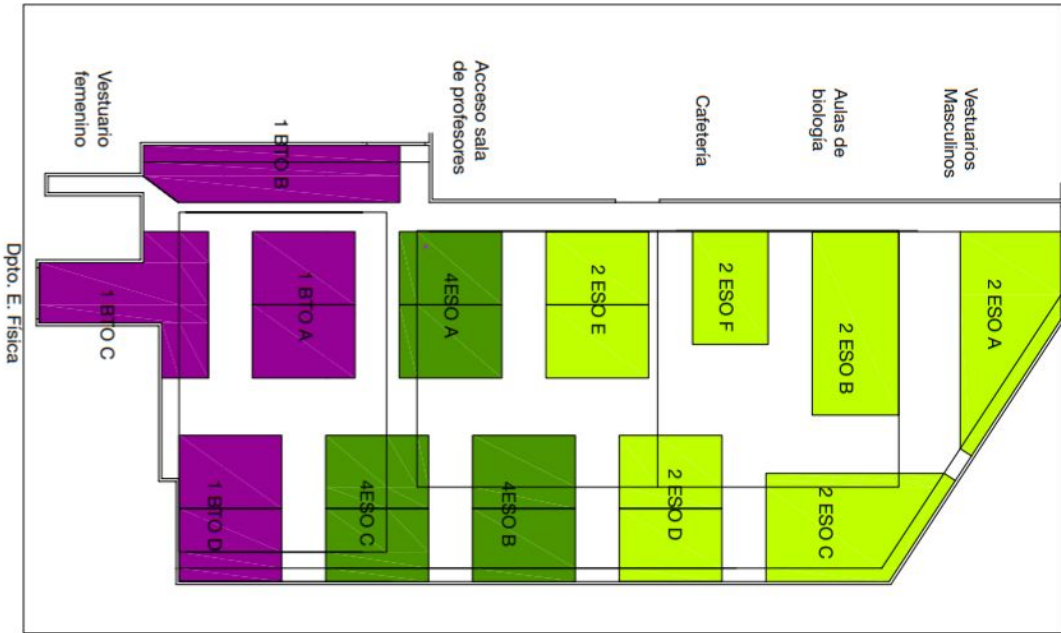 Vestuario
femenino
Acceso sala
de profesores
Cafetería
Aulas de
biología
Vestuarios
Masculinos
1 BTO B
1 BTO C
1 BTO A
4ESO A
2 ESO E
2 ESO F
2 ESO B
2 ESO A
1 BTO D
4ESO C
4ESO B
2 ESO D
2 ESO C
Dpto. E. Física